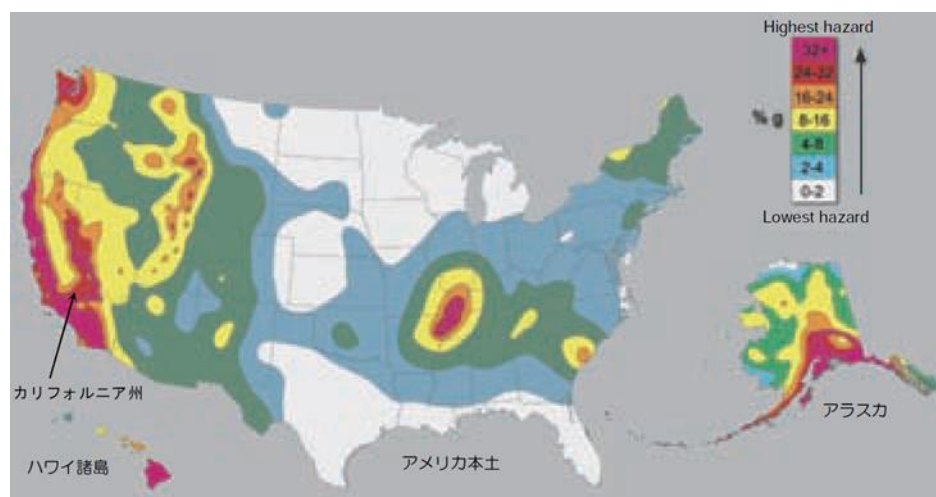 Highest hazard
32+
24-32
16-24
% g
8-16
4-8
2-4
0-2
Lowest hazard
カリフォルニア州
ハワイ諸島
アメリカ本土
アラスカ